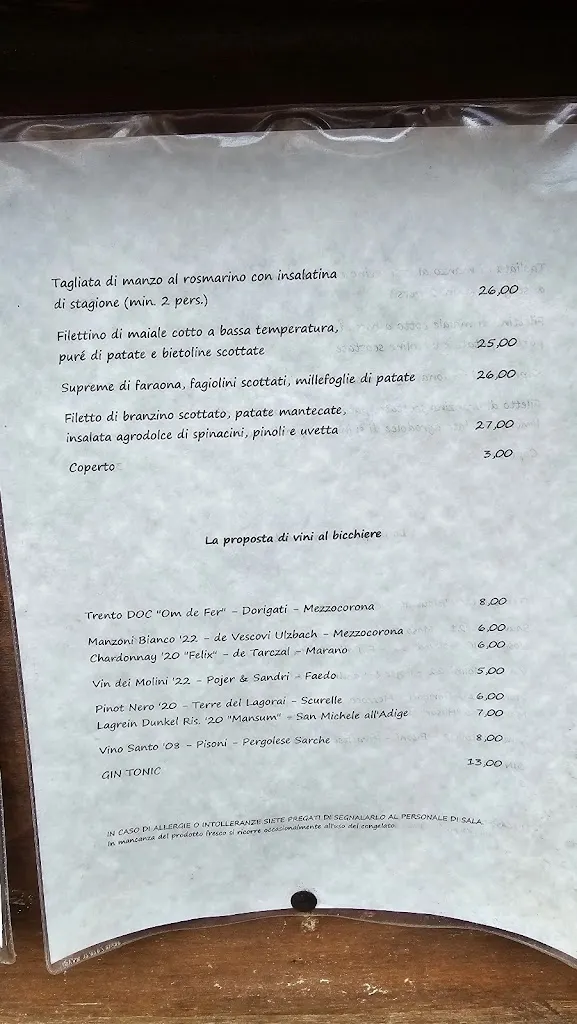 Tagliata di manzo al rosmarino con insalatina
di stagione (min. 2 pers.) 26,00
Filettino di maiale cotto a bassa temperatura,
puré di patate e bietoline scottate 25,00
Supreme di faraona, fagiolini scottati, millefoglie di patate 26,00
Filetto di branzino scottato, patate mantecate,
insalata agrodolce di spinacini, pinoli e uvetta 27,00
Coperto 3,00
La proposta di vini al bicchiere
Trento DOC "Om de Fer" - Dorigati - Mezzocorona 8,00
Manzoni Bianco '22 - de Vescovi Ulzbach - Mezzocorona 6,00
Chardonnay '20 "Felix" - de Tarczal - Marano 6,00
Vin dei Molini '22 - Pojer & Sandri - Faedo 5,00
Pinot Nero '20 - Terre del Lagorai - Scurelle 6,00
Lagrein Dunkel Ris. '20 "Mansum" - San Michele all'Adige 7,00
Vino Santo '08 - Pisoni - Pergolese Sarche 8,00
GIN TONIC 13,00
IN CASO DI ALLERGIE O INTOLLERANZE SIETE PREGATI DI SEGNALARLO AL PERSONALE DI SALA.
In mancanza del prodotto fresco si ricorre occasionalmente all'uso del congelato.